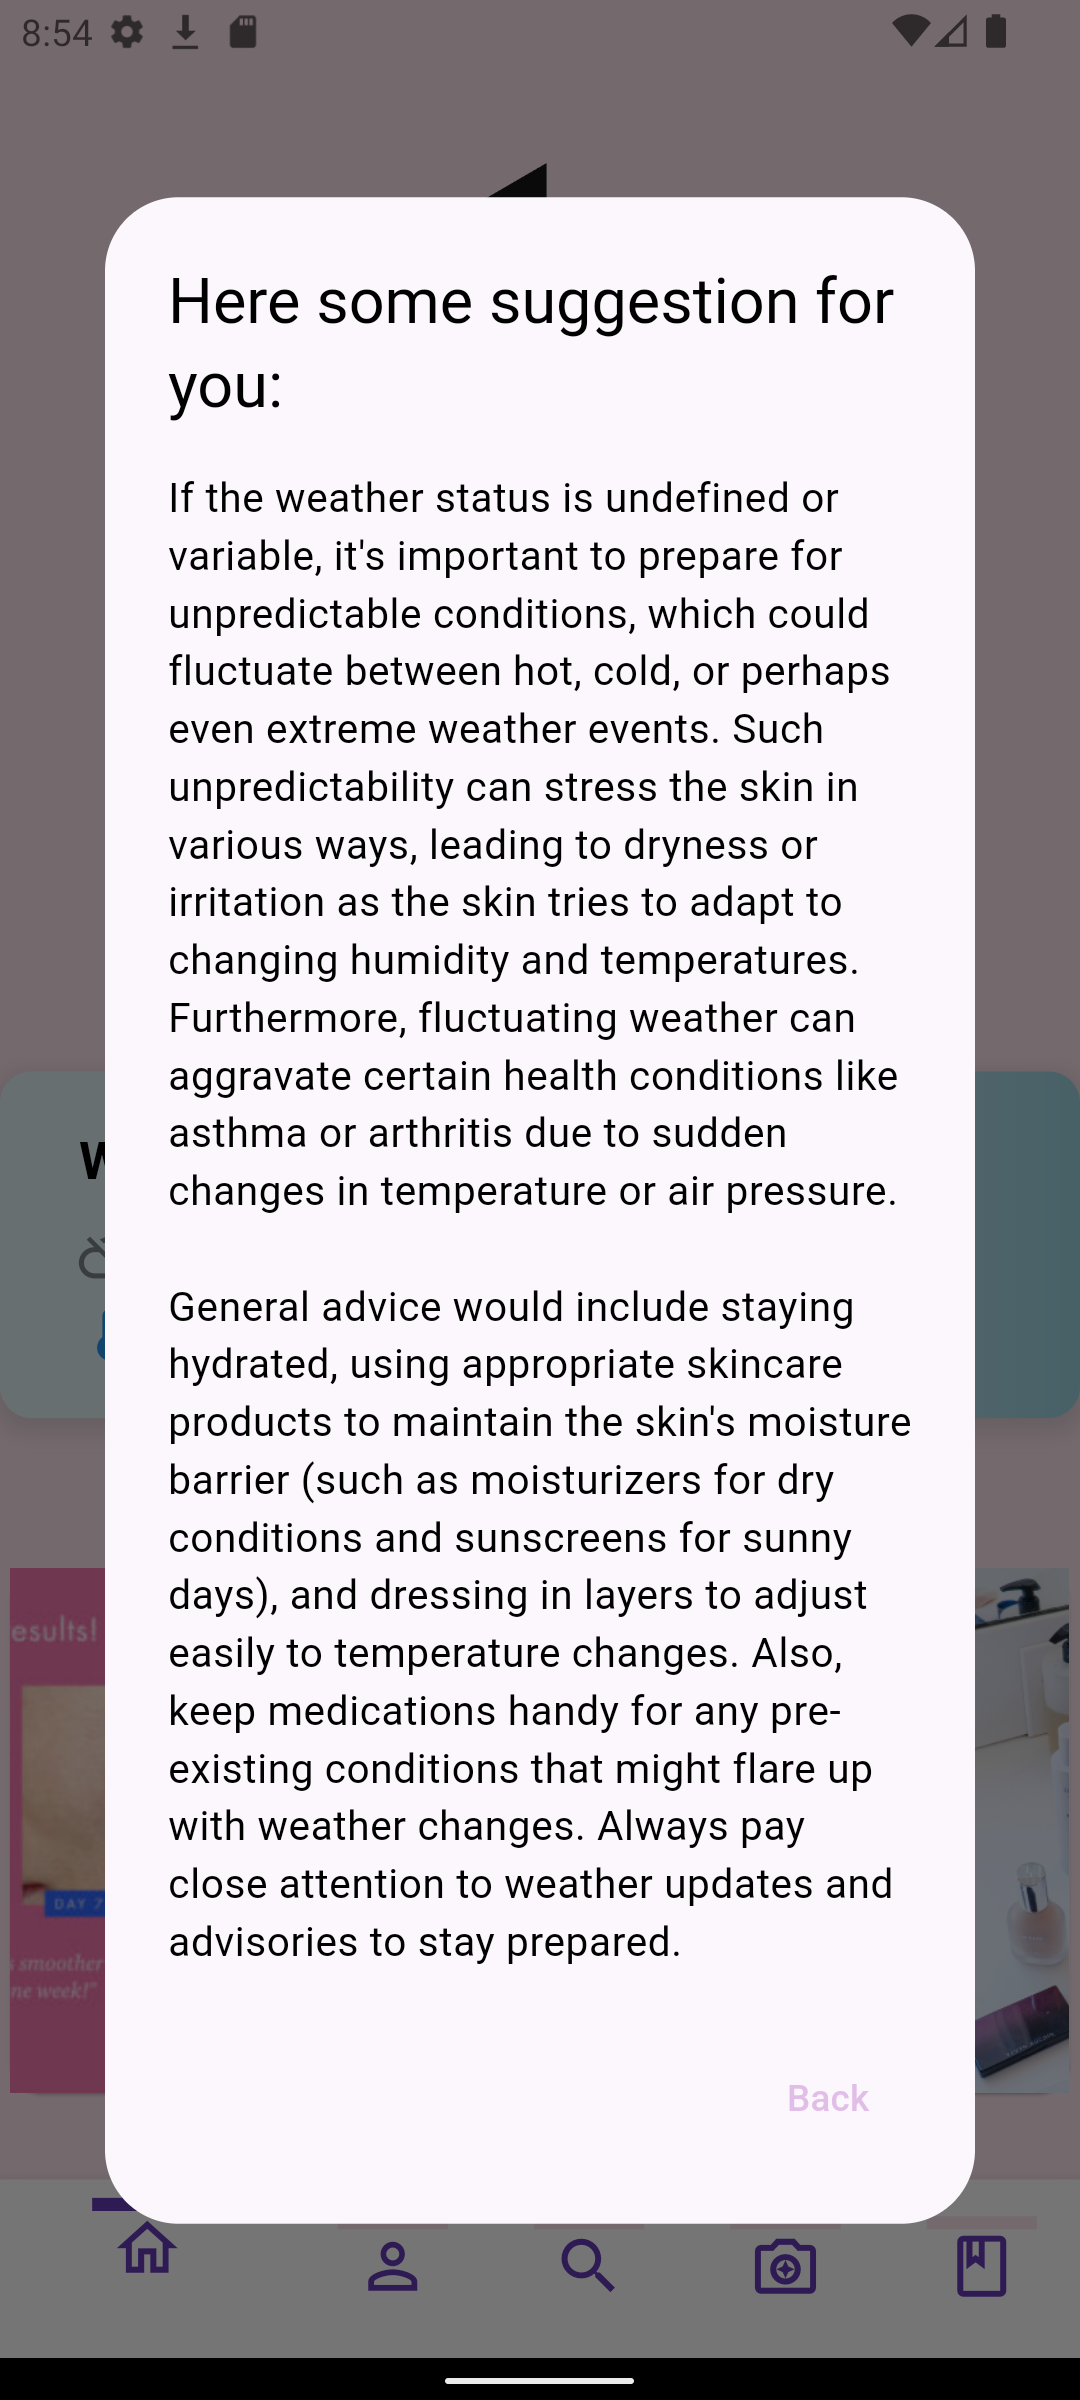 8:54
Here some suggestion for
you:
If the weather status is undefined or
variable, it's important to prepare for
unpredictable conditions, which could
fluctuate between hot, cold, or perhaps
even extreme weather events. Such
unpredictability can stress the skin in
various ways, leading to dryness or
irritation as the skin tries to adapt to
changing humidity and temperatures.
Furthermore, fluctuating weather can
aggravate certain health conditions like
asthma or arthritis due to sudden
changes in temperature or air pressure.
General advice would include staying
hydrated, using appropriate skincare
products to maintain the skin's moisture
barrier (such as moisturizers for dry
conditions and sunscreens for sunny
days), and dressing in layers to adjust
easily to temperature changes. Also,
keep medications handy for any pre-
existing conditions that might flare up
with weather changes. Always pay
close attention to weather updates and
advisories to stay prepared.
esults!
DAY 7
smoother
ne week!"
Back